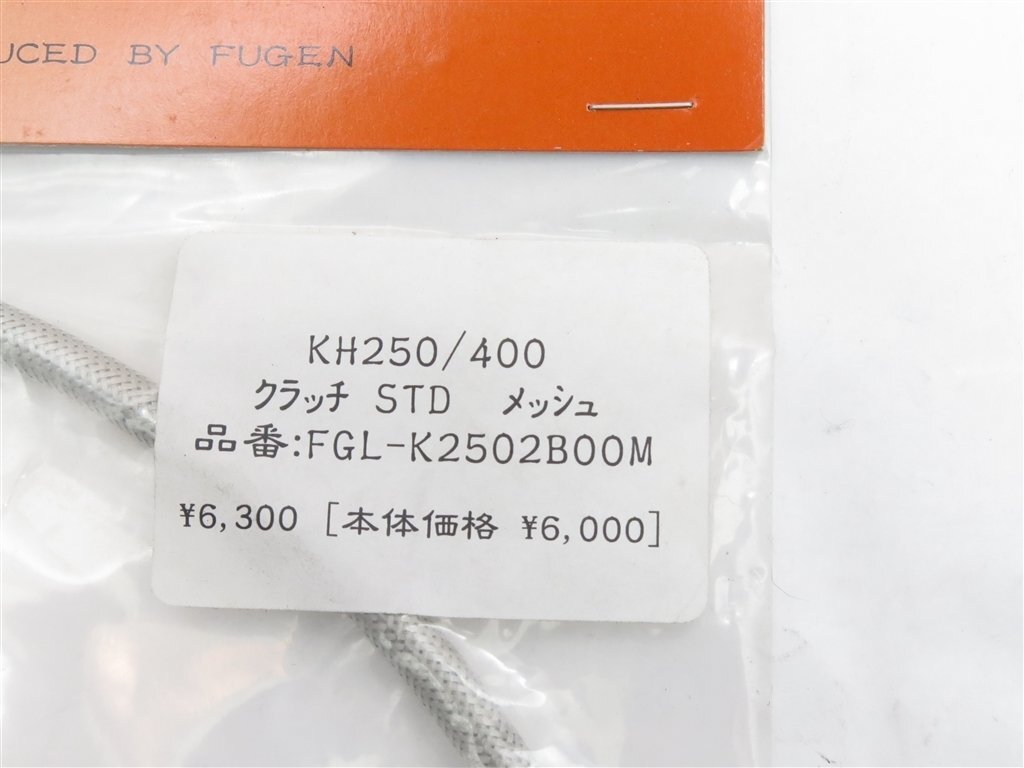 BY FUGEN
KH250/400
クラッチ STD メッシュ
品番:FGL-K2502B00M
¥6,300 [本体価格 ¥6,000]